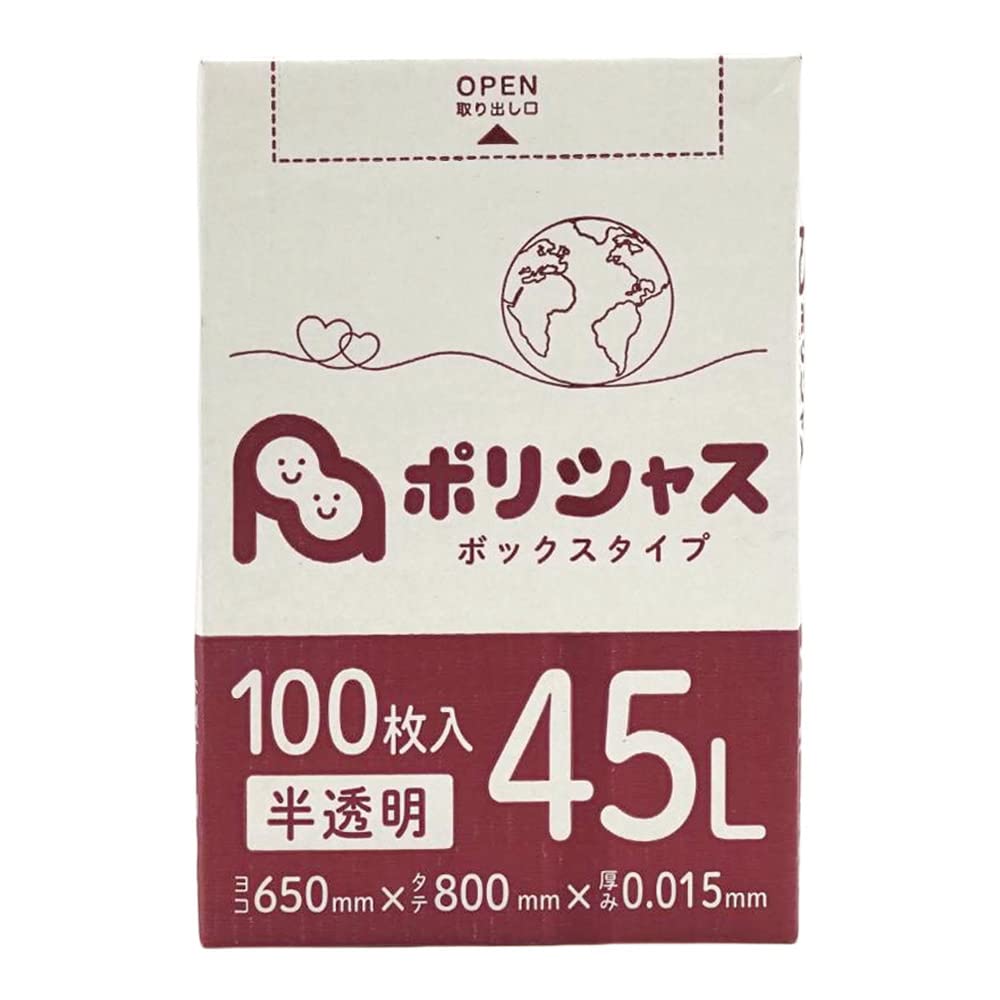 OPEN
取り出し口
ポリシャス
ボックスタイプ
100枚入
45L
半透明
ヨコ650mm×タテ800mm×厚み0.015mm